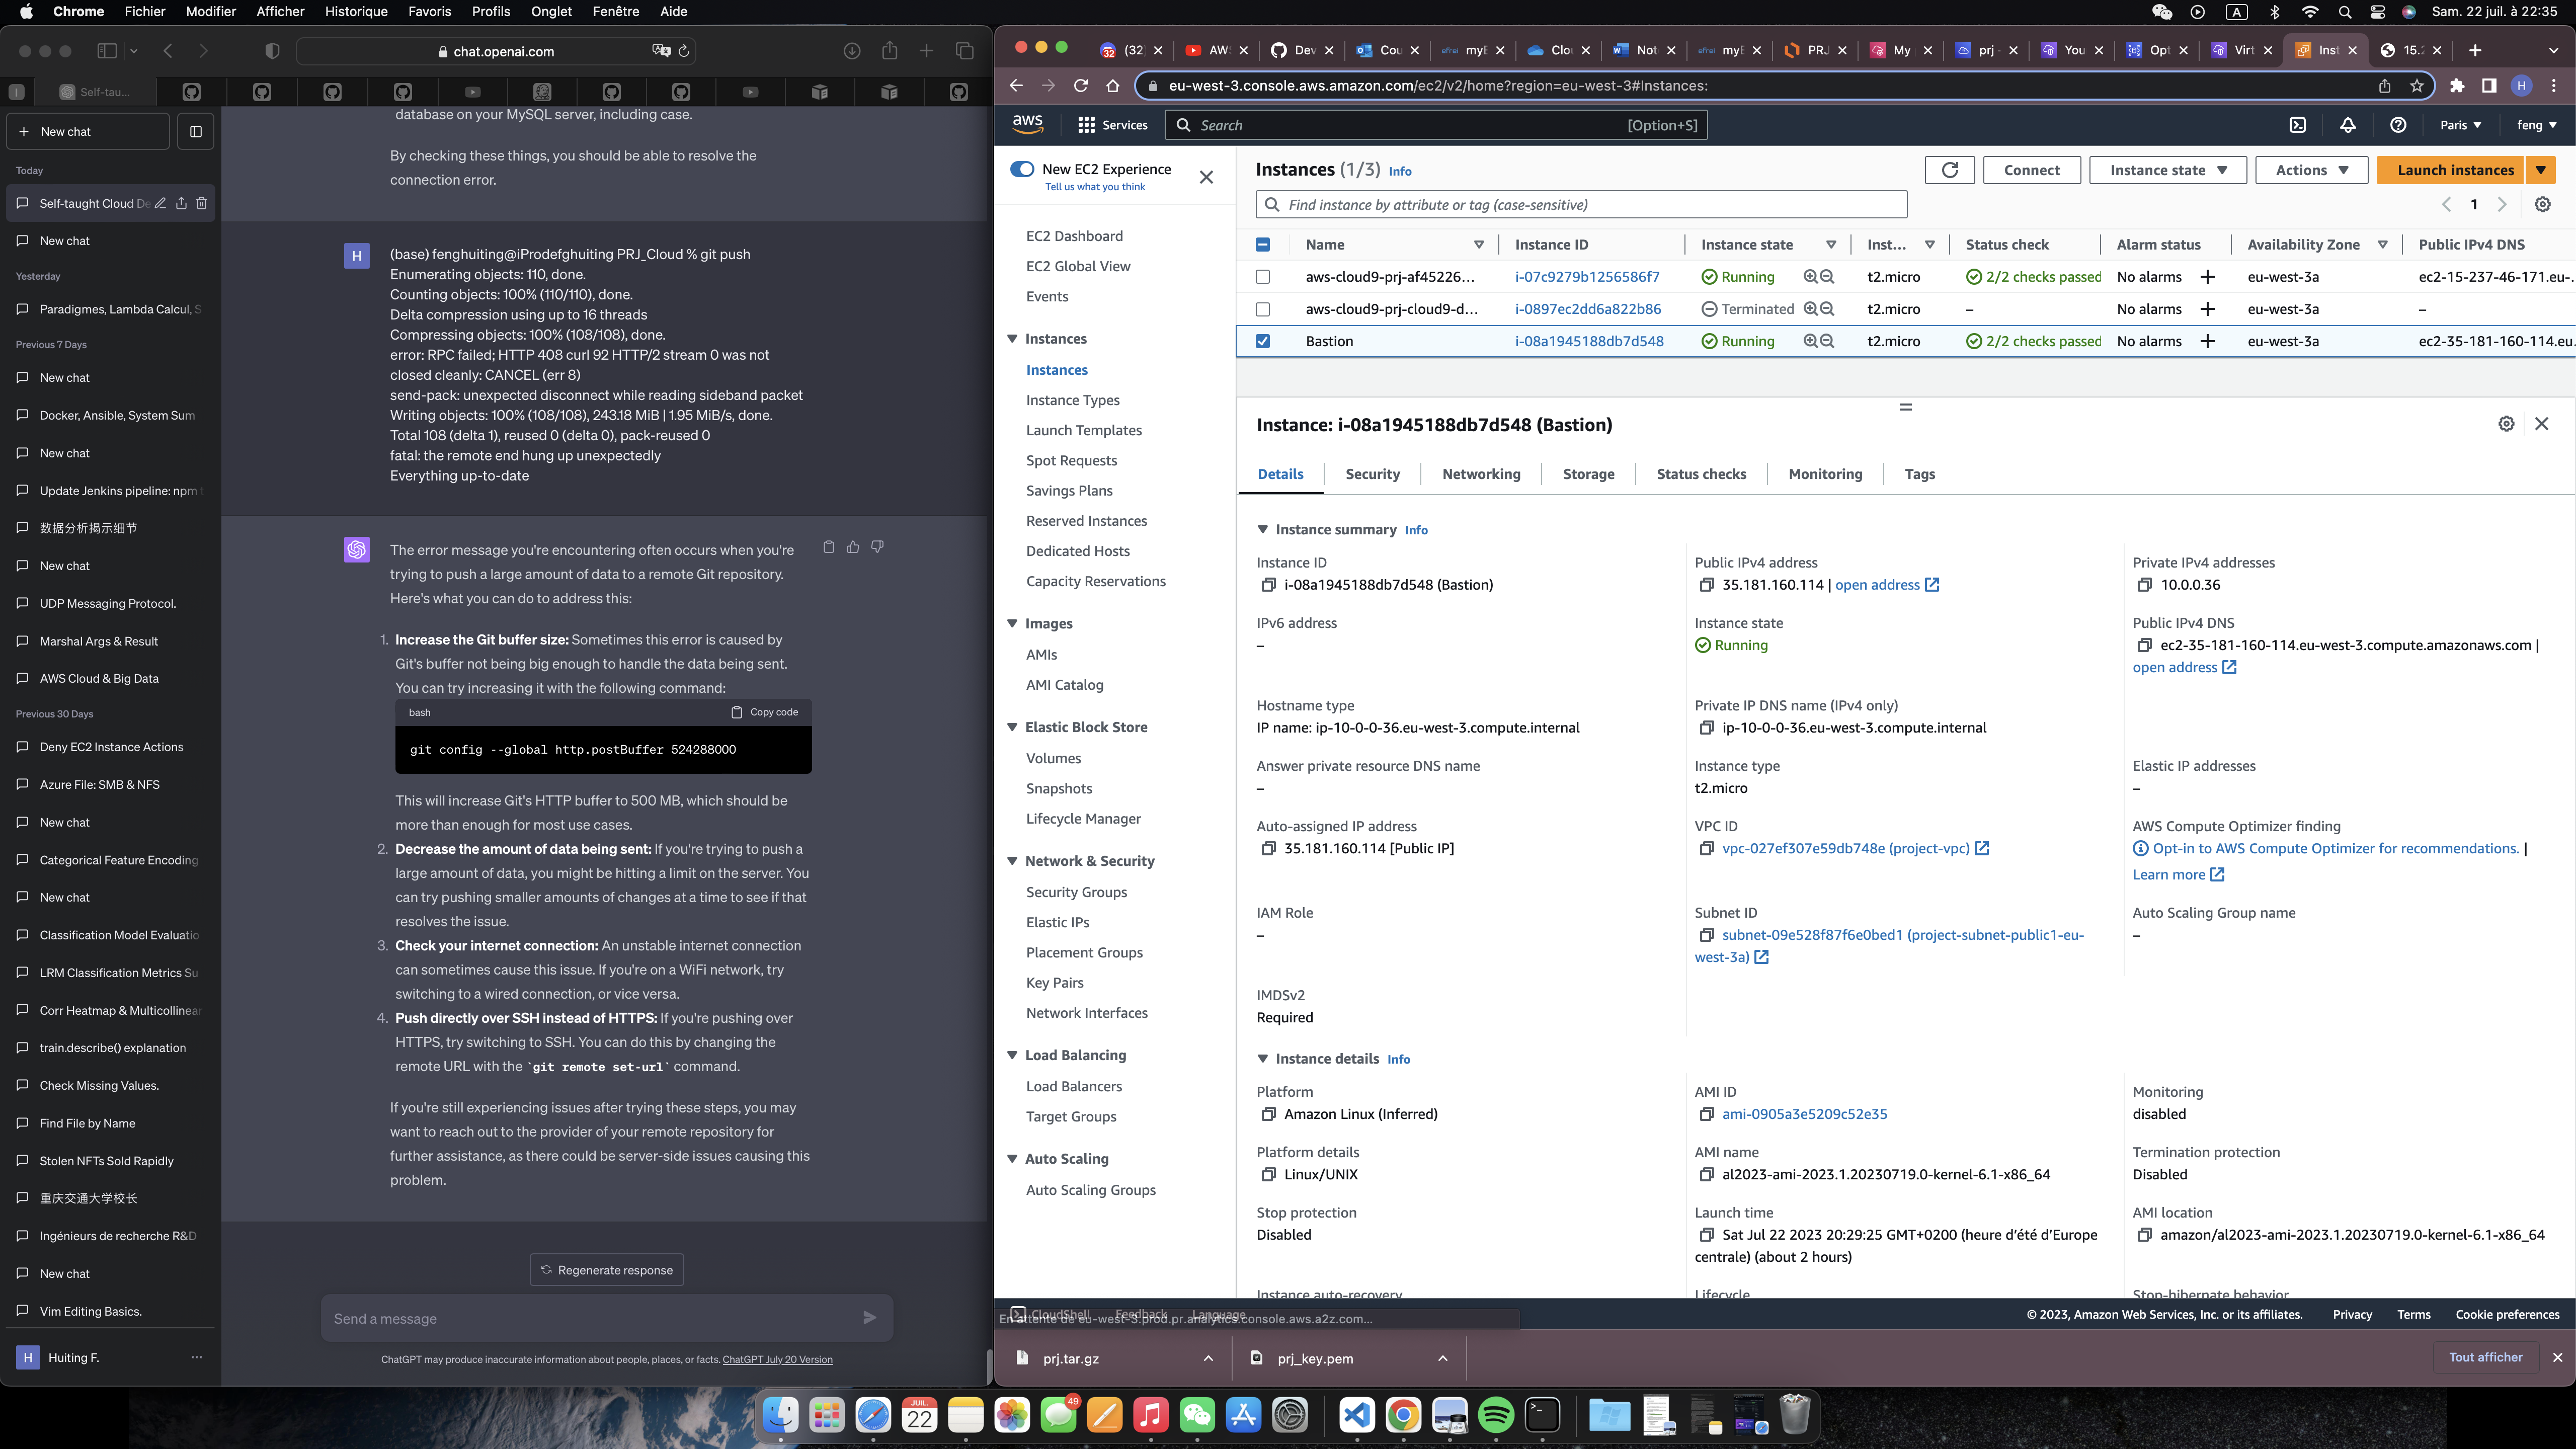 Chrome Fichier Modifier Afficher Historique Favoris Profils Onglet Fenêtre Aide
A Sam. 22 juil. à 22:35
chat.openai.com
Self-tau...
New chat
Today
Self-taught Cloud De
New chat
Yesterday
Paradigmes, Lambda Calcul, S
Previous 7 Days
New chat
Docker, Ansible, System Sum
New chat
Update Jenkins pipeline: npm
数据分析揭示细节
New chat
UDP Messaging Protocol.
Marshal Args & Result
AWS Cloud & Big Data
Previous 30 Days
Deny EC2 Instance Actions
Azure File: SMB & NFS
New chat
Categorical Feature Encoding
New chat
Classification Model Evaluatio
LRM Classification Metrics Su
Corr Heatmap & Multicollinear
train.describe() explanation
Check Missing Values.
Find File by Name
Stolen NFTs Sold Rapidly
重庆交通大学校长
Ingénieurs de recherche R&D
New chat
Vim Editing Basics.
H Huiting F. ...
database on your MySQL server, including case.
By checking these things, you should be able to resolve the
connection error.
H
(base) fenghuiting@iProdefghuiting PRJ_Cloud % git push
Enumerating objects: 110, done.
Counting objects: 100% (110/110), done.
Delta compression using up to 16 threads
Compressing objects: 100% (108/108), done.
error: RPC failed; HTTP 408 curl 92 HTTP/2 stream 0 was not
closed cleanly: CANCEL (err 8)
send-pack: unexpected disconnect while reading sideband packet
Writing objects: 100% (108/108), 243.18 MiB | 1.95 MiB/s, done.
Total 108 (delta 1), reused 0 (delta 0), pack-reused 0
fatal: the remote end hung up unexpectedly
Everything up-to-date
The error message you're encountering often occurs when you're
trying to push a large amount of data to a remote Git repository.
Here's what you can do to address this:
1. Increase the Git buffer size: Sometimes this error is caused by
Git's buffer not being big enough to handle the data being sent.
You can try increasing it with the following command:
bash Copy code
git config --global http.postBuffer 524288000
This will increase Git's HTTP buffer to 500 MB, which should be
more than enough for most use cases.
2. Decrease the amount of data being sent: If you're trying to push a
large amount of data, you might be hitting a limit on the server. You
can try pushing smaller amounts of changes at a time to see if that
resolves the issue.
3. Check your internet connection: An unstable internet connection
can sometimes cause this issue. If you're on a WiFi network, try
switching to a wired connection, or vice versa.
4. Push directly over SSH instead of HTTPS: If you're pushing over
HTTPS, try switching to SSH. You can do this by changing the
remote URL with the `git remote set-url` command.
If you're still experiencing issues after trying these steps, you may
want to reach out to the provider of your remote repository for
further assistance, as there could be server-side issues causing this
problem.
Regenerate response
Send a message
ChatGPT may produce inaccurate information about people, places, or facts. ChatGPT July 20 Version
32 (32) AW Dev Cou efrei myE Clou Not efrei myE PRJ My prj - You Opt Virt Inst 15.2
eu-west-3.console.aws.amazon.com/ec2/v2/home?region=eu-west-3#Instances: H
aws Services Search [Option+S] Paris feng
New EC2 Experience
Tell us what you think
EC2 Dashboard
EC2 Global View
Events
Instances
Instances
Instance Types
Launch Templates
Spot Requests
Savings Plans
Reserved Instances
Dedicated Hosts
Capacity Reservations
Images
AMIs
AMI Catalog
Elastic Block Store
Volumes
Snapshots
Lifecycle Manager
Network & Security
Security Groups
Elastic IPs
Placement Groups
Key Pairs
Network Interfaces
Load Balancing
Load Balancers
Target Groups
Auto Scaling
Auto Scaling Groups
Instances (1/3) Info Connect Instance state Actions Launch instances
Find instance by attribute or tag (case-sensitive) 1
Name Instance ID Instance state Inst... Status check Alarm status Availability Zone Public IPv4 DNS
aws-cloud9-prj-af45226... i-07c9279b1256586f7 Running t2.micro 2/2 checks passed No alarms eu-west-3a ec2-15-237-46-171.eu-...
aws-cloud9-prj-cloud9-d... i-0897ec2dd6a822b86 Terminated t2.micro – No alarms eu-west-3a –
Bastion i-08a1945188db7d548 Running t2.micro 2/2 checks passed No alarms eu-west-3a ec2-35-181-160-114.eu...
Instance: i-08a1945188db7d548 (Bastion)
Details Security Networking Storage Status checks Monitoring Tags
Instance summary Info
Instance ID Public IPv4 address Private IPv4 addresses
i-08a1945188db7d548 (Bastion) 35.181.160.114 | open address 10.0.0.36
IPv6 address Instance state Public IPv4 DNS
– Running ec2-35-181-160-114.eu-west-3.compute.amazonaws.com |
open address
Hostname type Private IP DNS name (IPv4 only)
IP name: ip-10-0-0-36.eu-west-3.compute.internal ip-10-0-0-36.eu-west-3.compute.internal
Answer private resource DNS name Instance type Elastic IP addresses
– t2.micro –
Auto-assigned IP address VPC ID AWS Compute Optimizer finding
35.181.160.114 [Public IP] vpc-027ef307e59db748e (project-vpc) Opt-in to AWS Compute Optimizer for recommendations. |
Learn more
IAM Role Subnet ID Auto Scaling Group name
– subnet-09e528f87f6e0bed1 (project-subnet-public1-eu- –
west-3a)
IMDSv2
Required
Instance details Info
Platform AMI ID Monitoring
Amazon Linux (Inferred) ami-0905a3e5209c52e35 disabled
Platform details AMI name Termination protection
Linux/UNIX al2023-ami-2023.1.20230719.0-kernel-6.1-x86_64 Disabled
Stop protection Launch time AMI location
Disabled Sat Jul 22 2023 20:29:25 GMT+0200 (heure d’été d’Europe amazon/al2023-ami-2023.1.20230719.0-kernel-6.1-x86_64
centrale) (about 2 hours)
Instance auto-recovery Lifecycle Stop-hibernate behavior
CloudShell Feedback Language © 2023, Amazon Web Services, Inc. or its affiliates. Privacy Terms Cookie preferences
En attente de eu-west-3.prod.pr.analytics.console.aws.a2z.com...
prj.tar.gz prj_key.pem Tout afficher
JUIL. 22
49